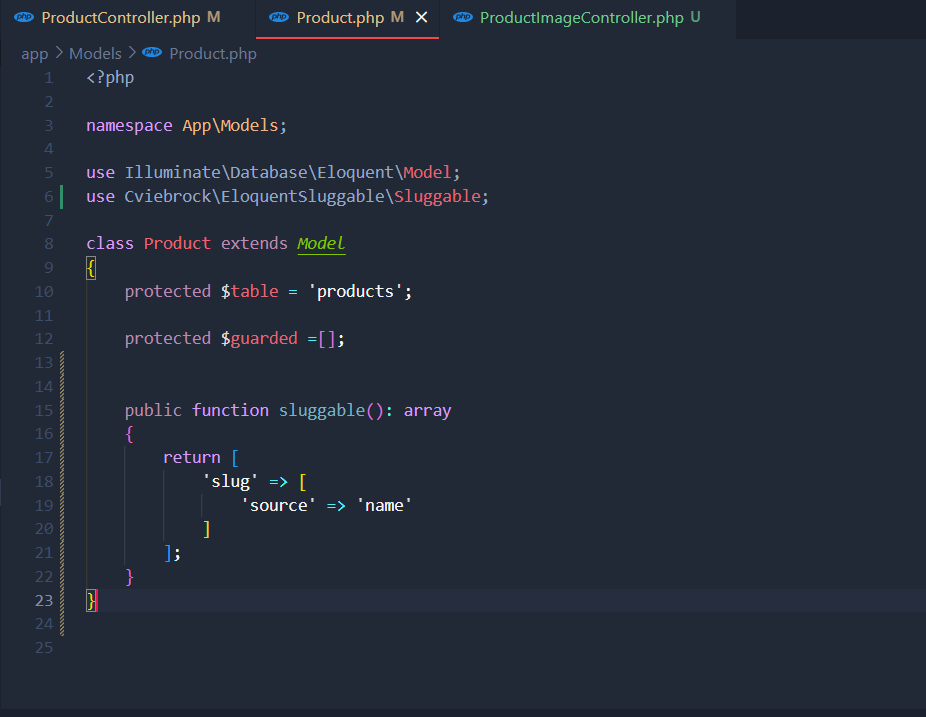 php ProductController.php M php Product.php M × php ProductImageController.php U
app > Models > php Product.php
1 <?php
2
3 namespace App\Models;
4
5 use Illuminate\Database\Eloquent\Model;
6 use Cviebrock\EloquentSluggable\Sluggable;
7
8 class Product extends Model
9 {
10 protected $table = 'products';
11
12 protected $guarded =[];
13
14
15 public function sluggable(): array
16 {
17 return [
18 'slug' => [
19 'source' => 'name'
20 ]
21 ];
22 }
23 }
24
25